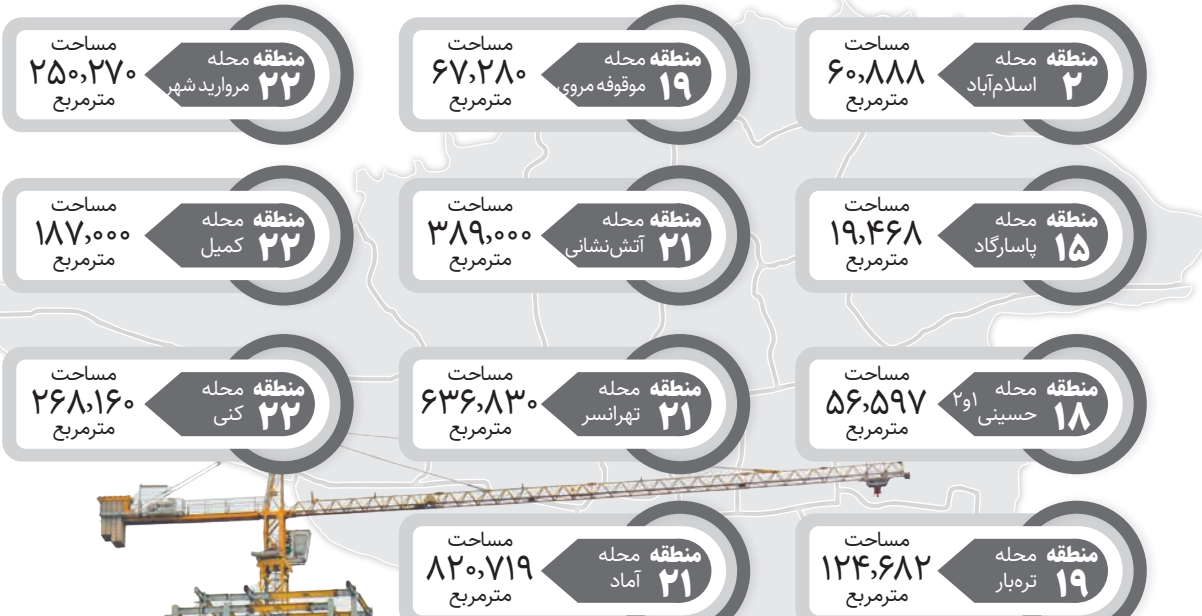 منطقه ۲
محله اسلام‌آباد
مساحت
۶۰,۸۸۸
مترمربع
منطقه ۱۵
محله پاسارگاد
مساحت
۱۹,۴۶۸
مترمربع
منطقه ۱۸
محله حسینی ۱و۲
مساحت
۵۶,۵۹۷
مترمربع
منطقه ۱۹
محله تره‌بار
مساحت
۱۲۴,۶۸۲
مترمربع
منطقه ۱۹
محله موقوفه مروی
مساحت
۶۷,۲۸۰
مترمربع
منطقه ۲۱
محله آتش‌نشانی
مساحت
۳۸۹,۰۰۰
مترمربع
منطقه ۲۱
محله تهرانسر
مساحت
۶۳۶,۸۳۰
مترمربع
منطقه ۲۱
محله آماد
مساحت
۸۲۰,۷۱۹
مترمربع
منطقه ۲۲
محله مروارید شهر
مساحت
۲۵۰,۲۷۰
مترمربع
منطقه ۲۲
محله کمیل
مساحت
۱۸۷,۰۰۰
مترمربع
منطقه ۲۲
محله کنی
مساحت
۲۶۸,۱۶۰
مترمربع